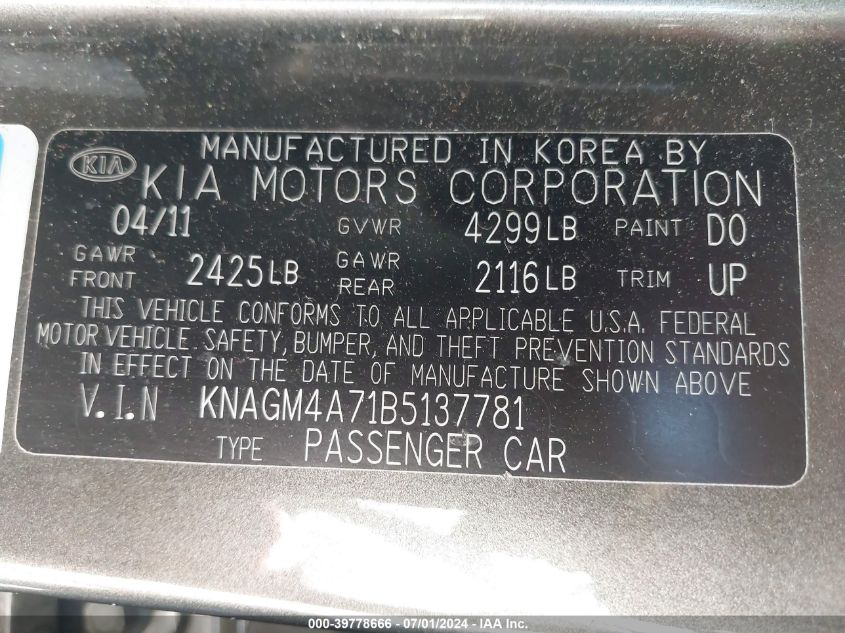 MANUFACTURED IN KOREA BY
KIA KIA MOTORS CORPORATION
04/11 GVWR 4299LB PAINT DO
GAWR FRONT 2425LB GAWR REAR 2116LB TRIM UP
THIS VEHICLE CONFORMS TO ALL APPLICABLE U.S.A. FEDERAL
MOTOR VEHICLE SAFETY, BUMPER, AND THEFT PREVENTION STANDARDS
IN EFFECT ON THE DATE OF MANUFACTURE SHOWN ABOVE
V.I.N KNAGM4A71B5137781
TYPE PASSENGER CAR
000-39778666 - 07/01/2024 - IAA Inc.